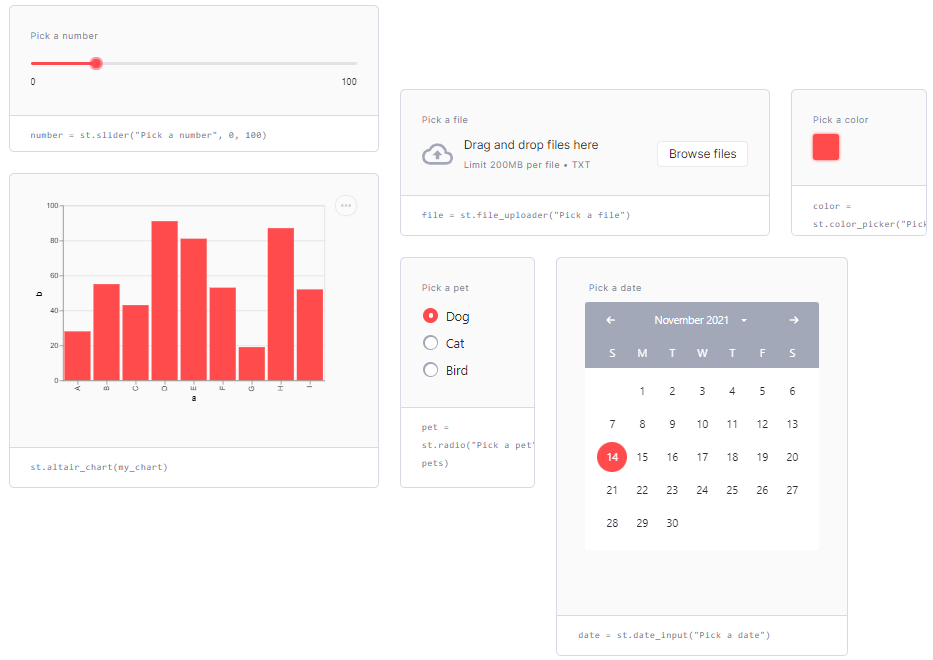 Pick a number
0 100
number = st.slider("Pick a number", 0, 100)
100
80
60
40
20
0
b
A B C D E F G H I
a
st.altair_chart(my_chart)
Pick a file
Drag and drop files here
Limit 200MB per file • TXT
Browse files
file = st.file_uploader("Pick a file")
Pick a color
color =
st.color_picker("Pick
Pick a pet
Dog
Cat
Bird
pet =
st.radio("Pick a pet"
pets)
Pick a date
November 2021
S M T W T F S
1 2 3 4 5 6
7 8 9 10 11 12 13
14 15 16 17 18 19 20
21 22 23 24 25 26 27
28 29 30
date = st.date_input("Pick a date")